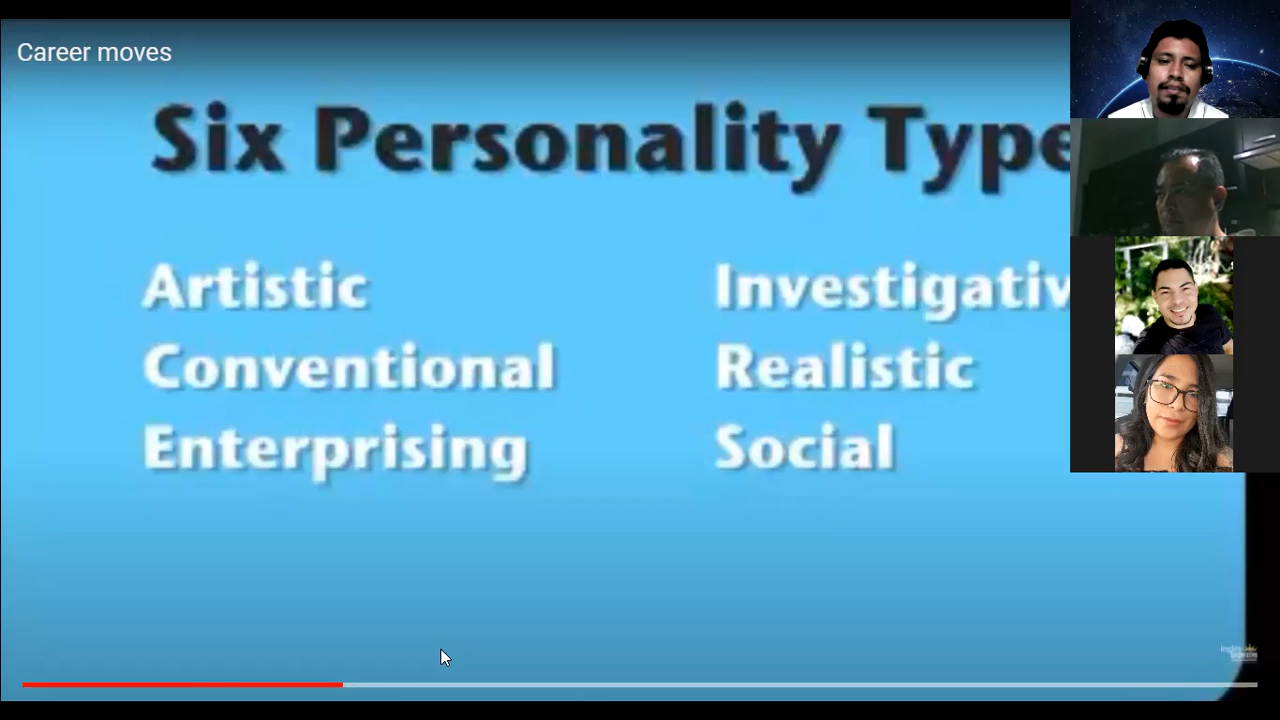 Career moves
Six Personality Type
Artistic
Investigativ
Conventional
Realistic
Enterprising
Social